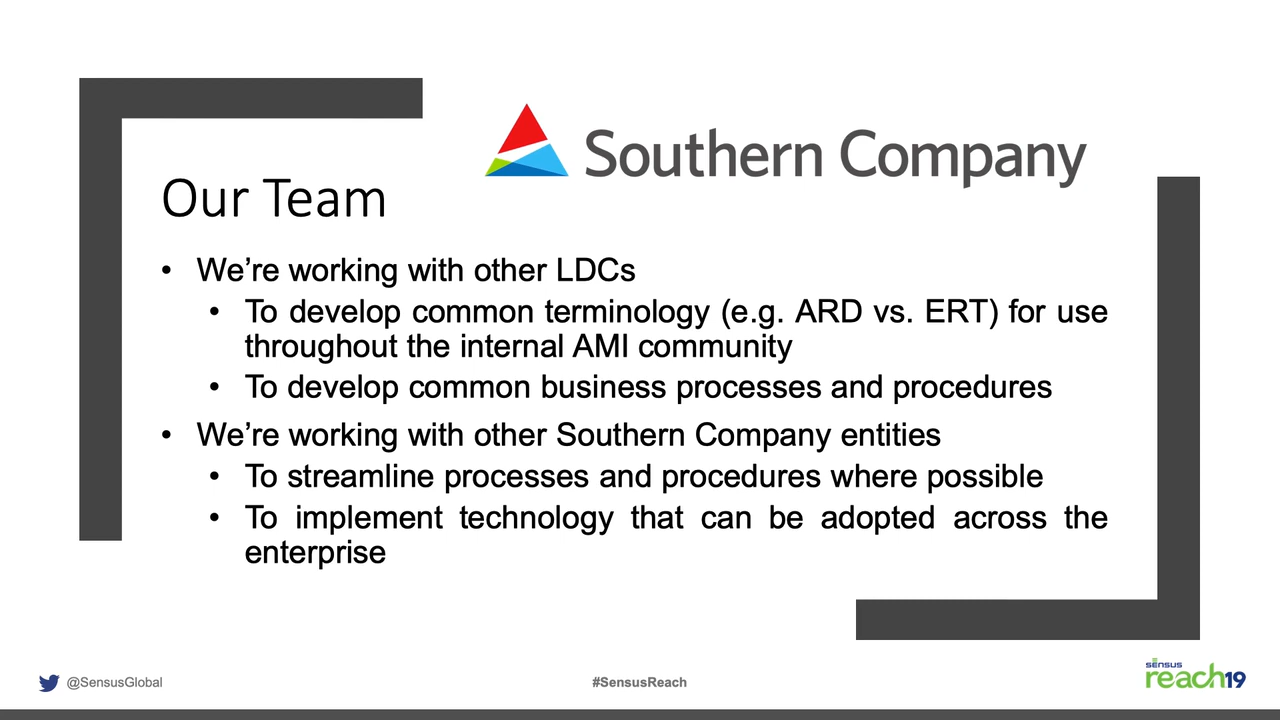 Southern Company
Our Team
• We’re working with other LDCs
• To develop common terminology (e.g. ARD vs. ERT) for use
throughout the internal AMI community
• To develop common business processes and procedures
• We’re working with other Southern Company entities
• To streamline processes and procedures where possible
• To implement technology that can be adopted across the
enterprise
@SensusGlobal
#SensusReach
sensus
reach19